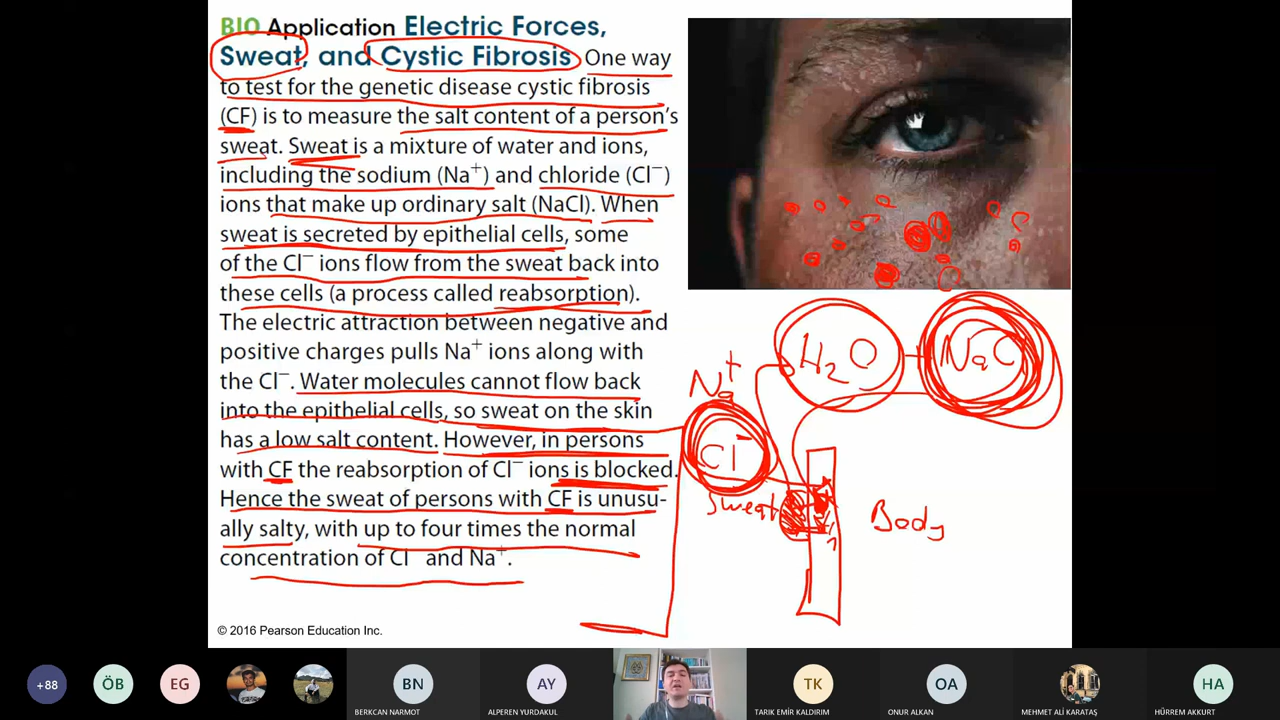 BIO Application Electric Forces,
Sweat, and Cystic Fibrosis One way
to test for the genetic disease cystic fibrosis
(CF) is to measure the salt content of a person's
sweat. Sweat is a mixture of water and ions,
including the sodium (Na⁺) and chloride (Cl⁻)
ions that make up ordinary salt (NaCl). When
sweat is secreted by epithelial cells, some
of the Cl⁻ ions flow from the sweat back into
these cells (a process called reabsorption).
The electric attraction between negative and
positive charges pulls Na⁺ ions along with
the Cl⁻. Water molecules cannot flow back
into the epithelial cells, so sweat on the skin
has a low salt content. However, in persons
with CF the reabsorption of Cl⁻ ions is blocked.
Hence the sweat of persons with CF is unusu-
ally salty, with up to four times the normal
concentration of Cl⁻ and Na⁺.
H₂O + NaCl
Na⁺
Cl⁻
Sweat
Body
© 2016 Pearson Education Inc.
+88
ÖB
EG
BN
BERKCAN NARMOT
AY
ALPEREN YURDAKUL
TK
TARIK EMİR KALDIRIM
OA
ONUR ALKAN
MEHMET ALİ KARATAŞ
HA
HÜRREM AKKURT